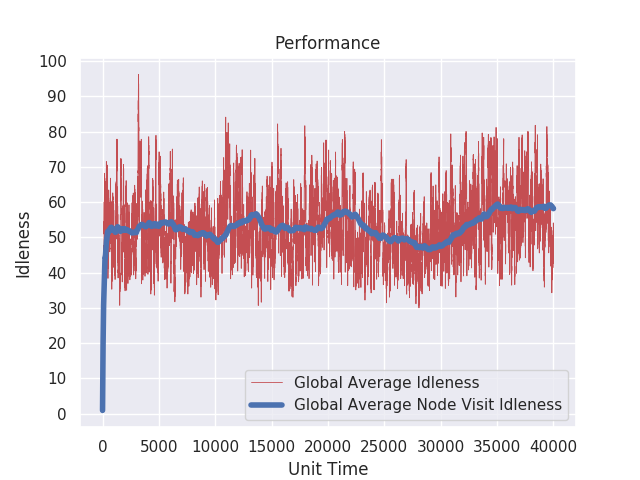 Performance
100
90
80
70
60
50
40
30
20
10
0
Idleness
Global Average Idleness
Global Average Node Visit Idleness
0 5000 10000 15000 20000 25000 30000 35000 40000
Unit Time